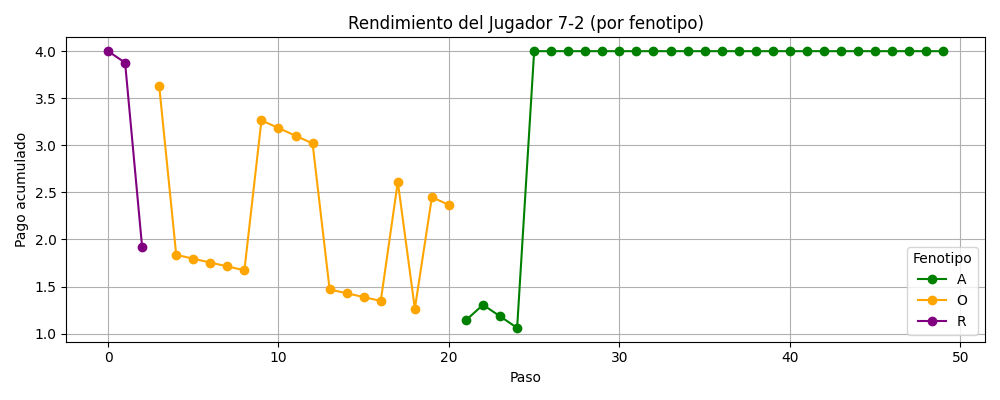 Rendimiento del Jugador 7-2 (por fenotipo)
Pago acumulado
4.0
3.5
3.0
2.5
2.0
1.5
1.0
Fenotipo
A
O
R
0 10 20 30 40 50
Paso